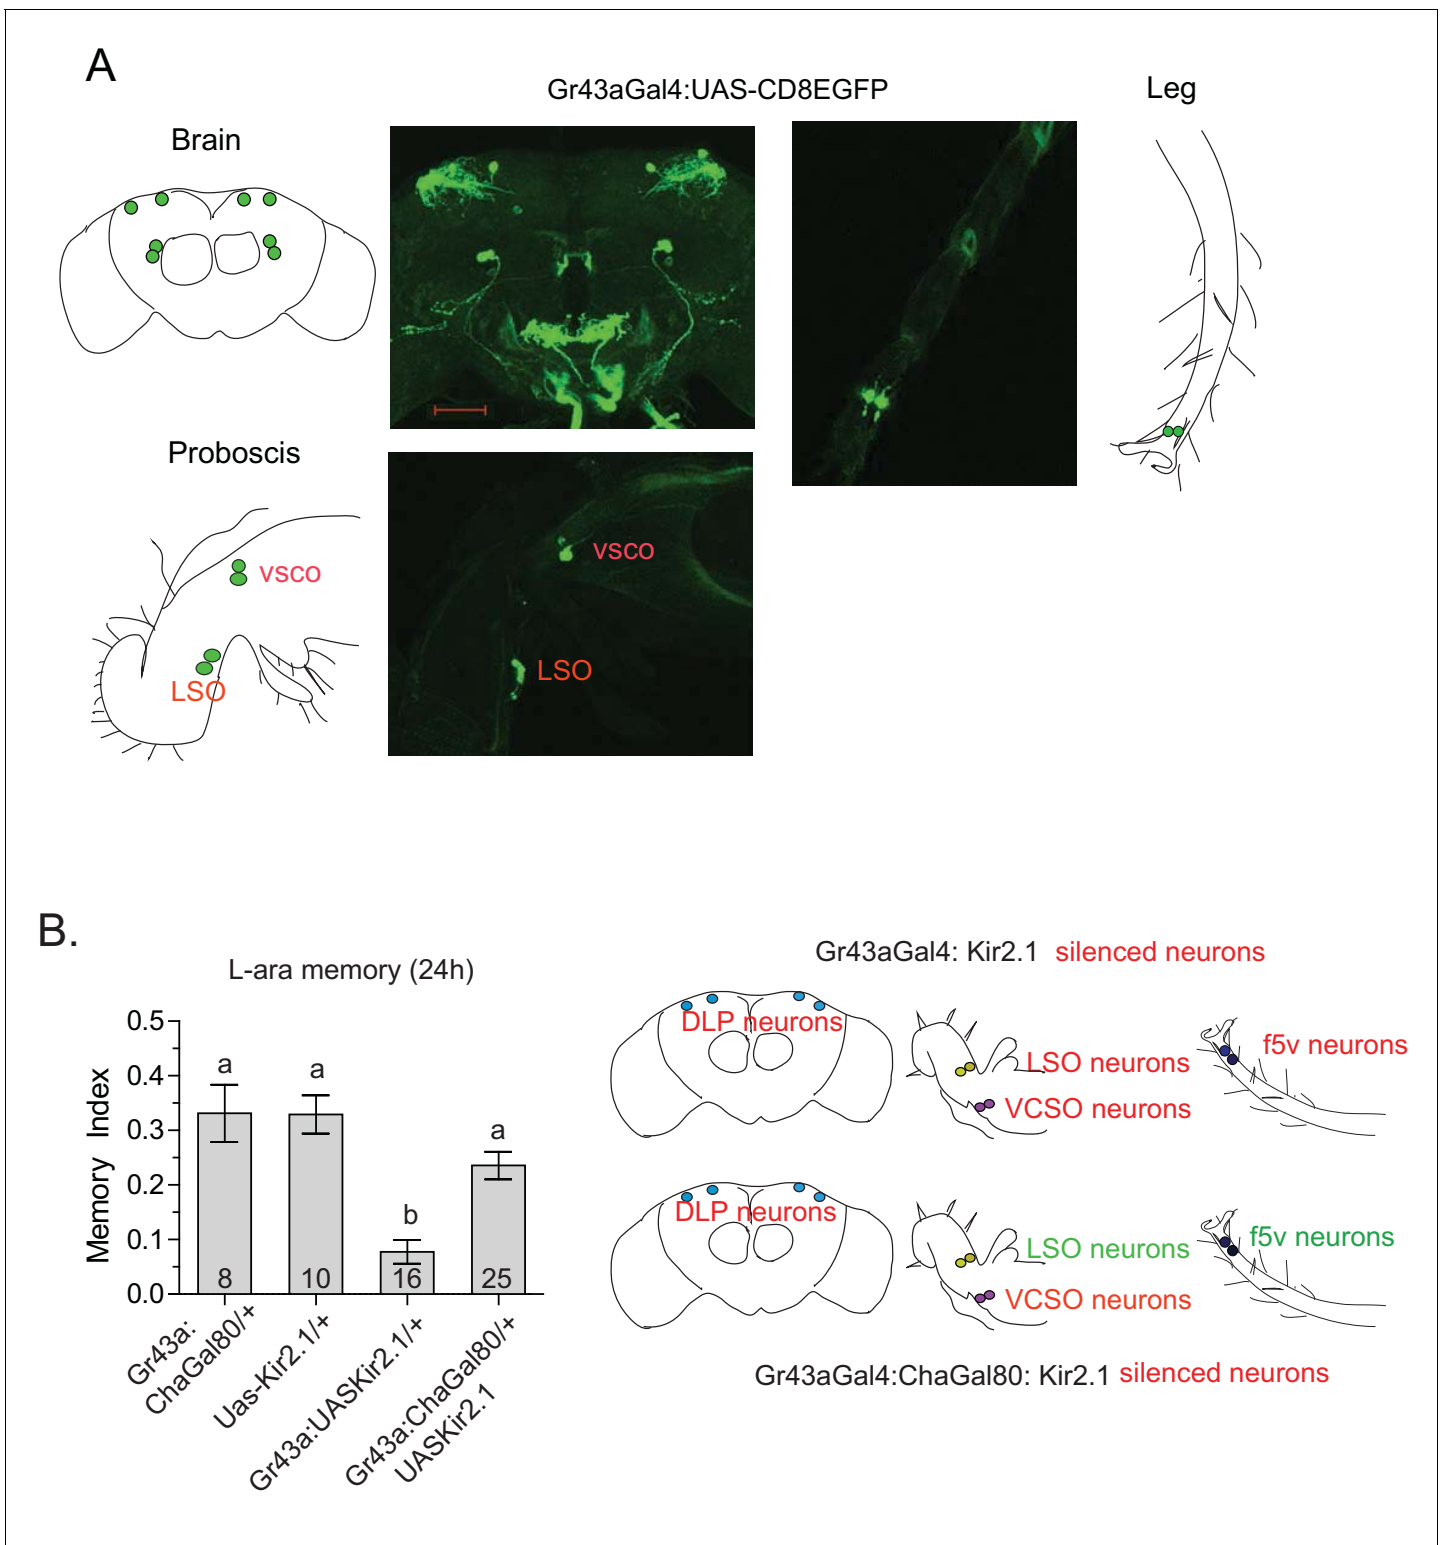 A
Gr43aGal4:UAS-CD8EGFP
Leg
Brain
Proboscis
vsco
LSO
vsco
LSO
B.
L-ara memory (24h)
Memory Index
0.5
0.4
0.3
0.2
0.1
0.0
a
a
b
a
8
10
16
25
Gr43a:
ChaGal80/+
Uas-Kir2.1/+
Gr43a:UASKir2.1/+
Gr43a:ChaGal80/+
UASKir2.1
Gr43aGal4: Kir2.1 silenced neurons
DLP neurons
LSO neurons
VCSO neurons
f5v neurons
DLP neurons
LSO neurons
VCSO neurons
f5v neurons
Gr43aGal4:ChaGal80: Kir2.1 silenced neurons